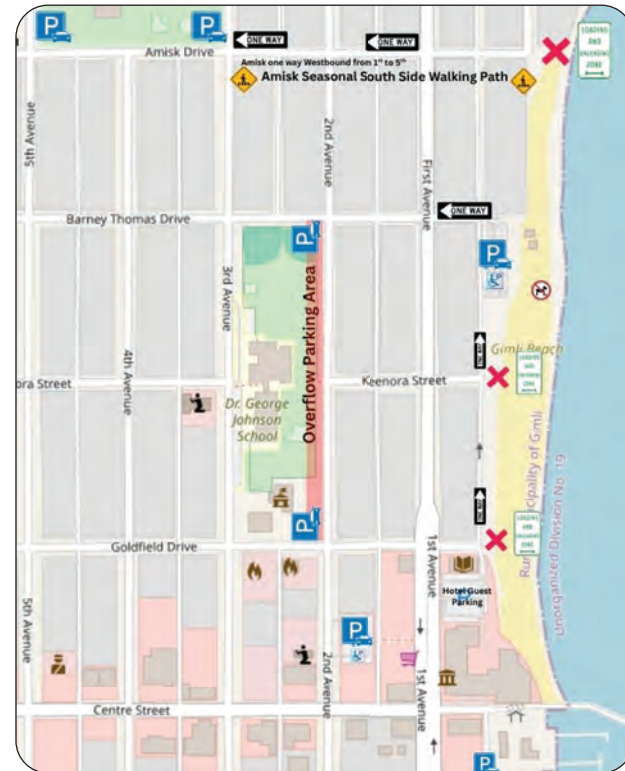 P
P
ONE WAY
ONE WAY
LOADING
AND
UNLOADING
ZONE
Amisk Drive
Amisk one way Westbound from 1st to 5th
Amisk Seasonal South Side Walking Path
5th Avenue
2nd Avenue
First Avenue
ONE WAY
Barney Thomas Drive
P
P
3rd Avenue
Overflow Parking Area
4th Avenue
ONE WAY
Gimli Beach
LOADING
AND
UNLOADING
ZONE
ora Street
Keenora Street
Dr. George
Johnson
School
ONE WAY
LOADING
AND
UNLOADING
ZONE
P
Goldfield Drive
1st Avenue
Hotel Guest
Parking
5th Avenue
P
2nd Avenue
1st Avenue
Centre Street
P
Unorganized Division No. 19